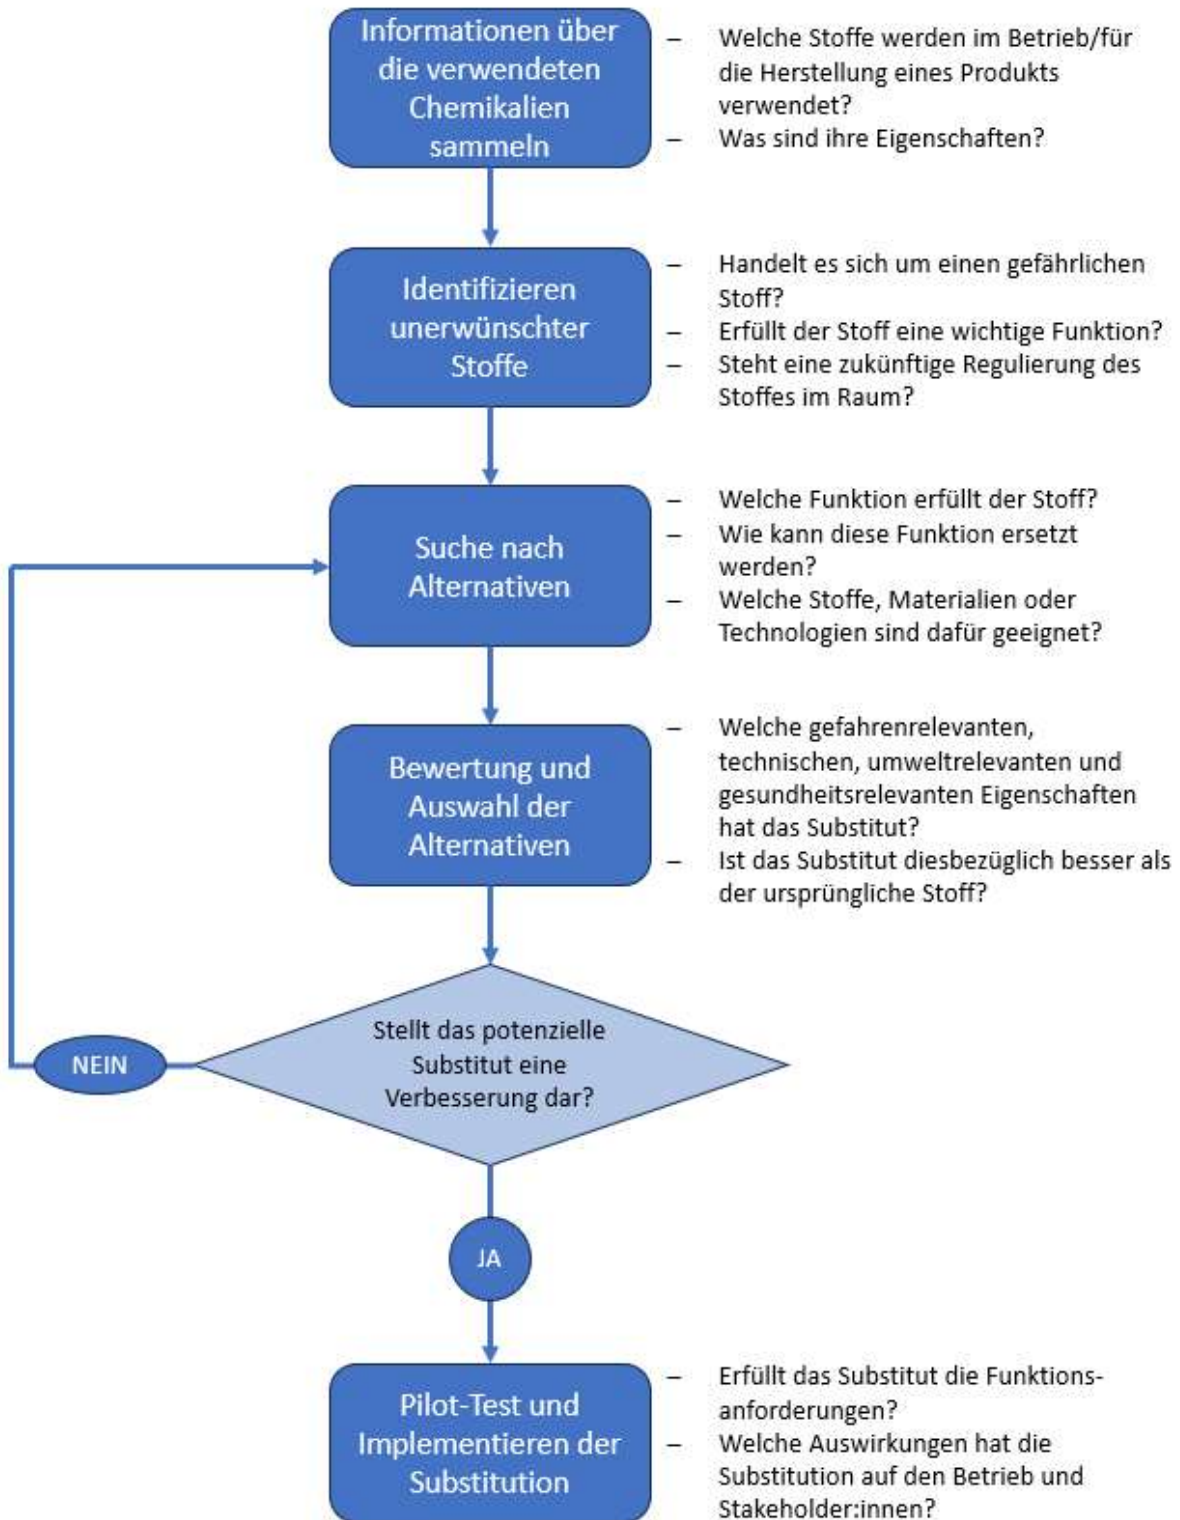 Informationen über
die verwendeten
Chemikalien
sammeln
– Welche Stoffe werden im Betrieb/für
die Herstellung eines Produkts
verwendet?
– Was sind ihre Eigenschaften?
Identifizieren
unerwünschter
Stoffe
– Handelt es sich um einen gefährlichen
Stoff?
– Erfüllt der Stoff eine wichtige Funktion?
– Steht eine zukünftige Regulierung des
Stoffes im Raum?
Suche nach
Alternativen
– Welche Funktion erfüllt der Stoff?
– Wie kann diese Funktion ersetzt
werden?
– Welche Stoffe, Materialien oder
Technologien sind dafür geeignet?
Bewertung und
Auswahl der
Alternativen
– Welche gefahrenrelevanten,
technischen, umweltrelevanten und
gesundheitsrelevanten Eigenschaften
hat das Substitut?
– Ist das Substitut diesbezüglich besser als
der ursprüngliche Stoff?
Stellt das potenzielle
Substitut eine
Verbesserung dar?
NEIN
JA
Pilot-Test und
Implementieren der
Substitution
– Erfüllt das Substitut die Funktions-
anforderungen?
– Welche Auswirkungen hat die
Substitution auf den Betrieb und
Stakeholder:innen?